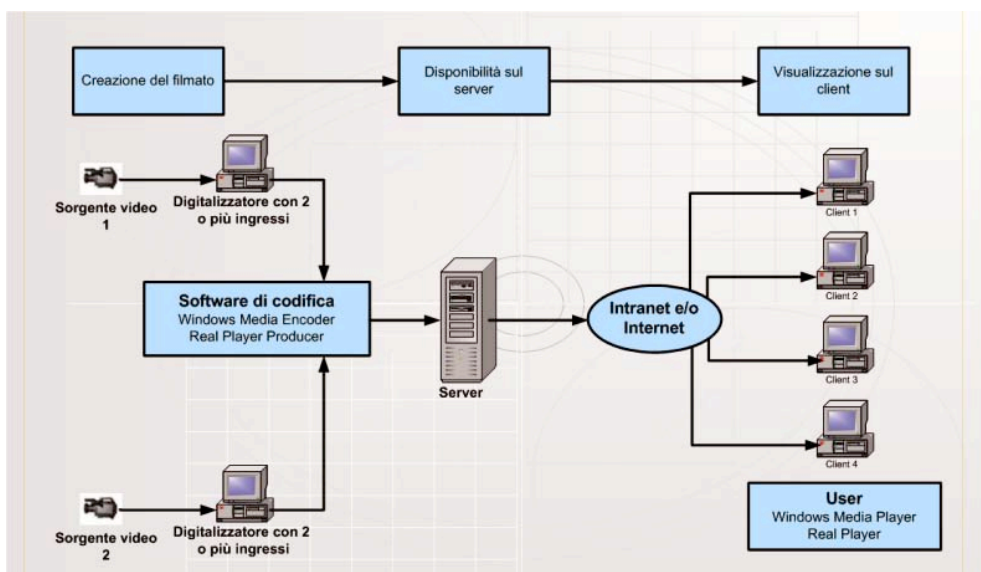 Creazione del filmato
Disponibilità sul
server
Visualizzazione sul
client
Sorgente video
1
Digitalizzatore con 2
o più ingressi
Software di codifica
Windows Media Encoder
Real Player Producer
Server
Intranet e/o
Internet
Client 1
Client 2
Client 3
Client 4
Sorgente video
2
Digitalizzatore con 2
o più ingressi
User
Windows Media Player
Real Player